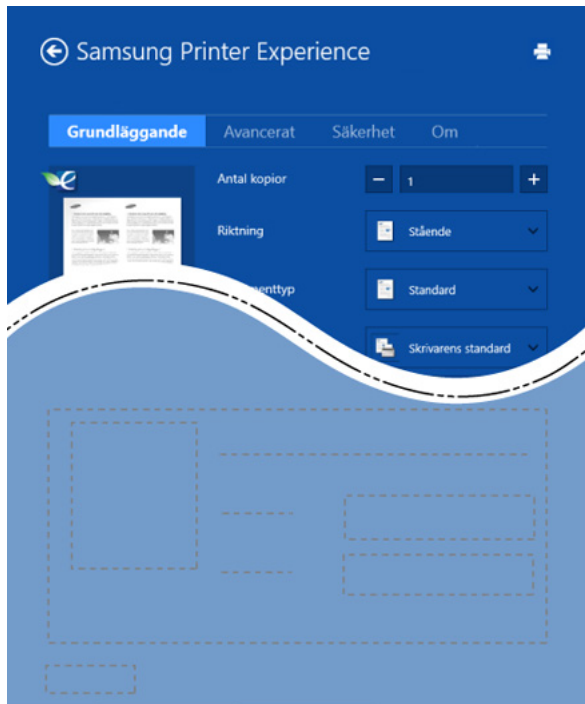 Samsung Printer Experience
Grundläggande Avancerat Säkerhet Om
Antal kopior 1
Riktning Stående
Standard
Skrivarens standard